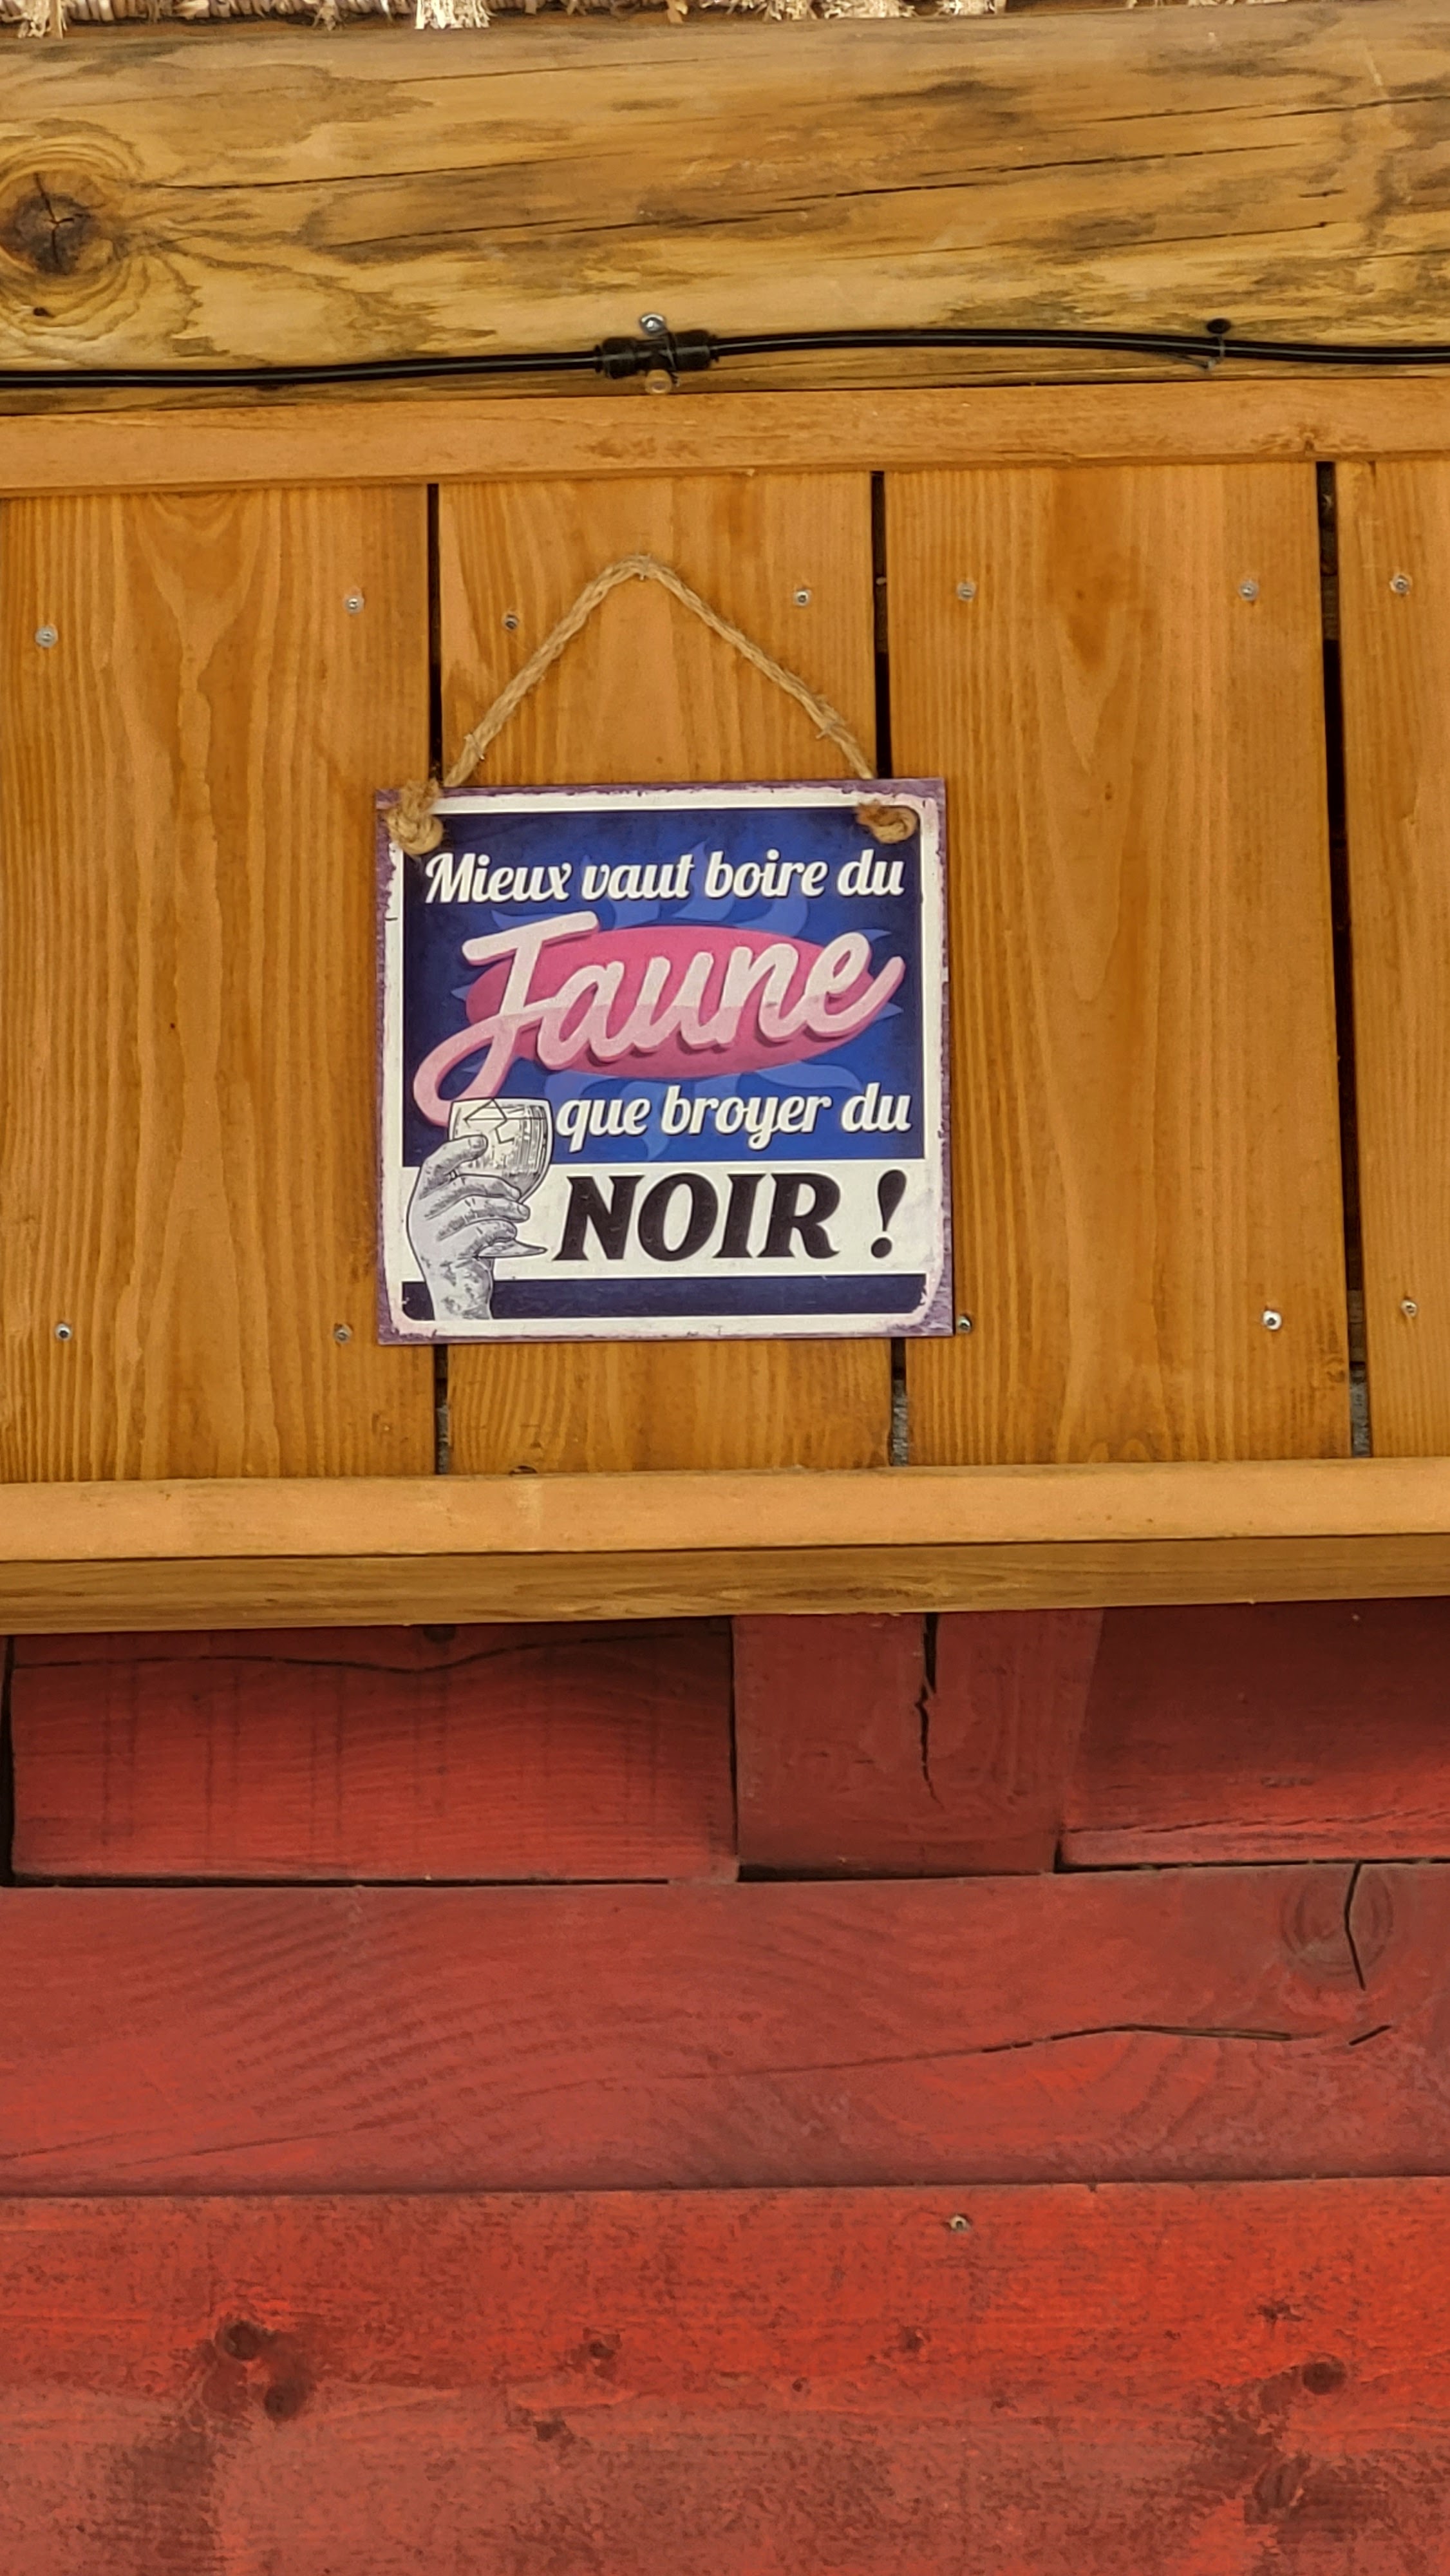 Mieux vaut boire du
Jaune
que broyer du
NOIR !